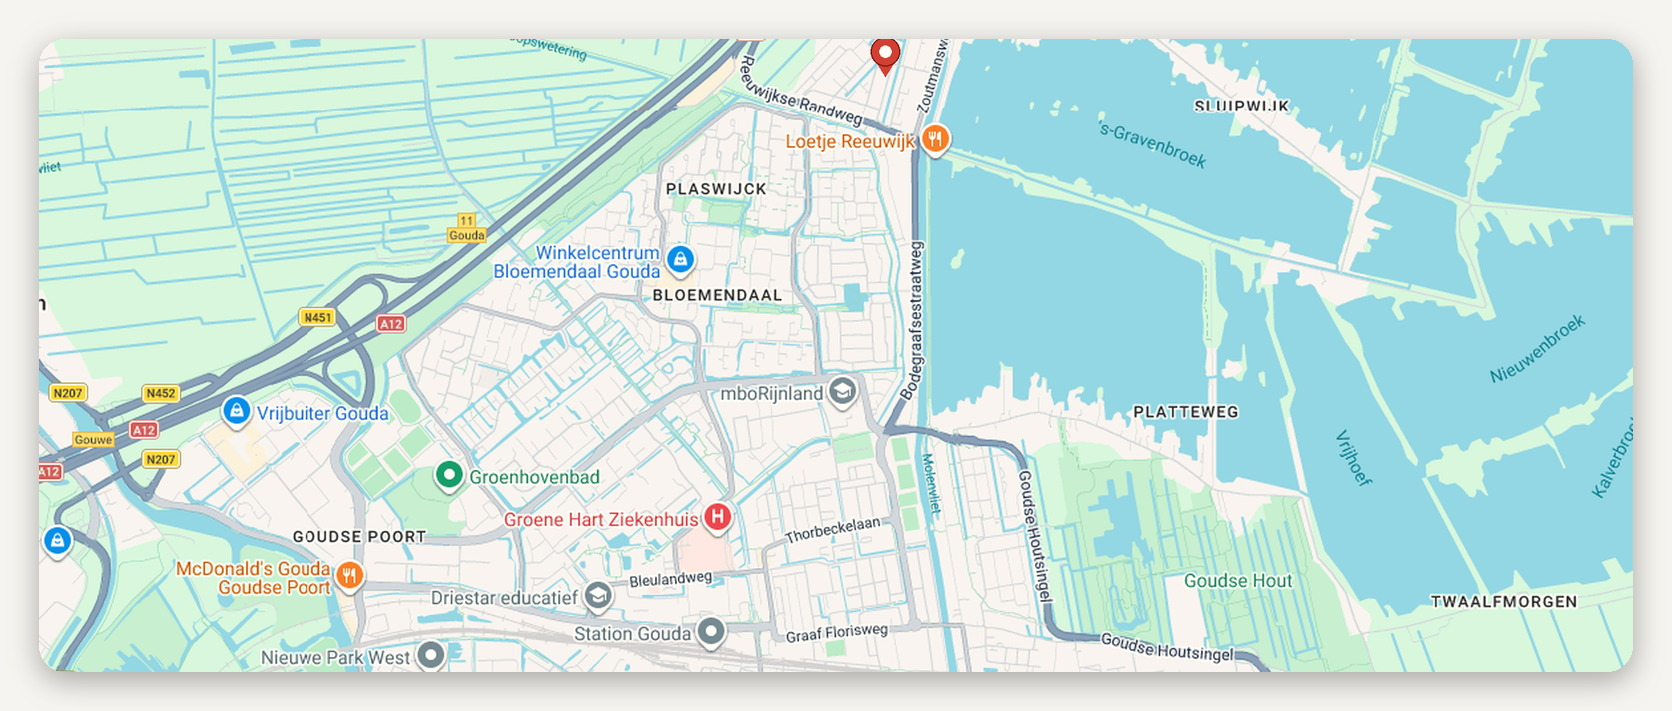 Reeuwijkse Randweg
Zoutmansw
SLUIPWIJK
's-Gravenbroek
Loetje Reeuwijk
vliet
PLASWIJCK
11
Gouda
Winkelcentrum
Bloemendaal Gouda
BLOEMENDAAL
Bodegraafsestraatweg
n
N451
A12
Nieuwenbroek
N207
N452
mboRijnland
Vrijbuiter Gouda
PLATTEWEG
A12
Gouwe
N207
A12
Vrijhoef
Kalverbroe
Groenhovenbad
Molenvliet
Goudse Houtsingel
Groene Hart Ziekenhuis
Thorbeckelaan
GOUDSE POORT
McDonald's Gouda
Goudse Poort
Bleulandweg
Goudse Hout
Driestar educatief
TWAALFMORGEN
Station Gouda
Graaf Florisweg
Goudse Houtsingel
Nieuwe Park West